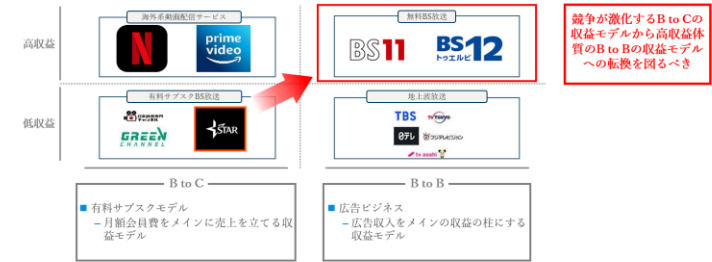 海外系動画配信サービス
無料BS放送
高収益
N
prime
video
BS11
BS12
トゥエルビ
競争が激化するB to Cの
収益モデルから高収益体
質のB to Bの収益モデル
への転換を図るべき
有料サブスクBS放送
地上波放送
低収益
GREEN
CHANNEL
STAR
TBS
TV TOKYO
日テレ
フジテレビジョン
tv asahi
B to C
B to B
有料サブスクモデル
–月額会員費をメインに売上を立てる収
益モデル
広告ビジネス
–広告収入をメインの収益の柱にする
収益モデル